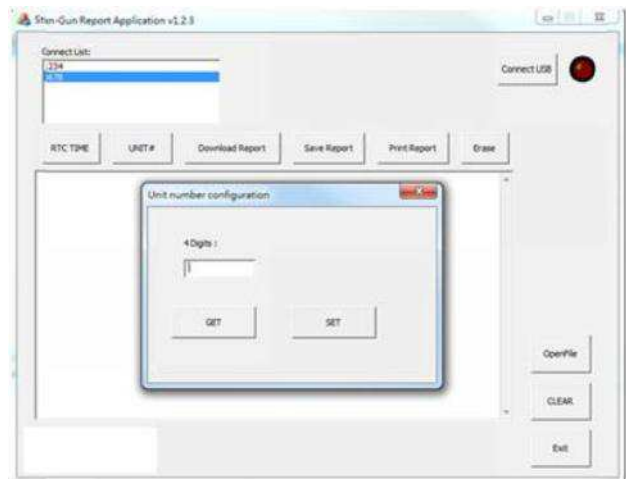 Stun-Gun Report Application v1.2.3
Connect List:
Connect USB
RTC TIME
UNIT#
Download Report
Save Report
Print Report
Erase
Unit number configuration
4 Digits :
GET
SET
OpenFile
CLEAR
Exit